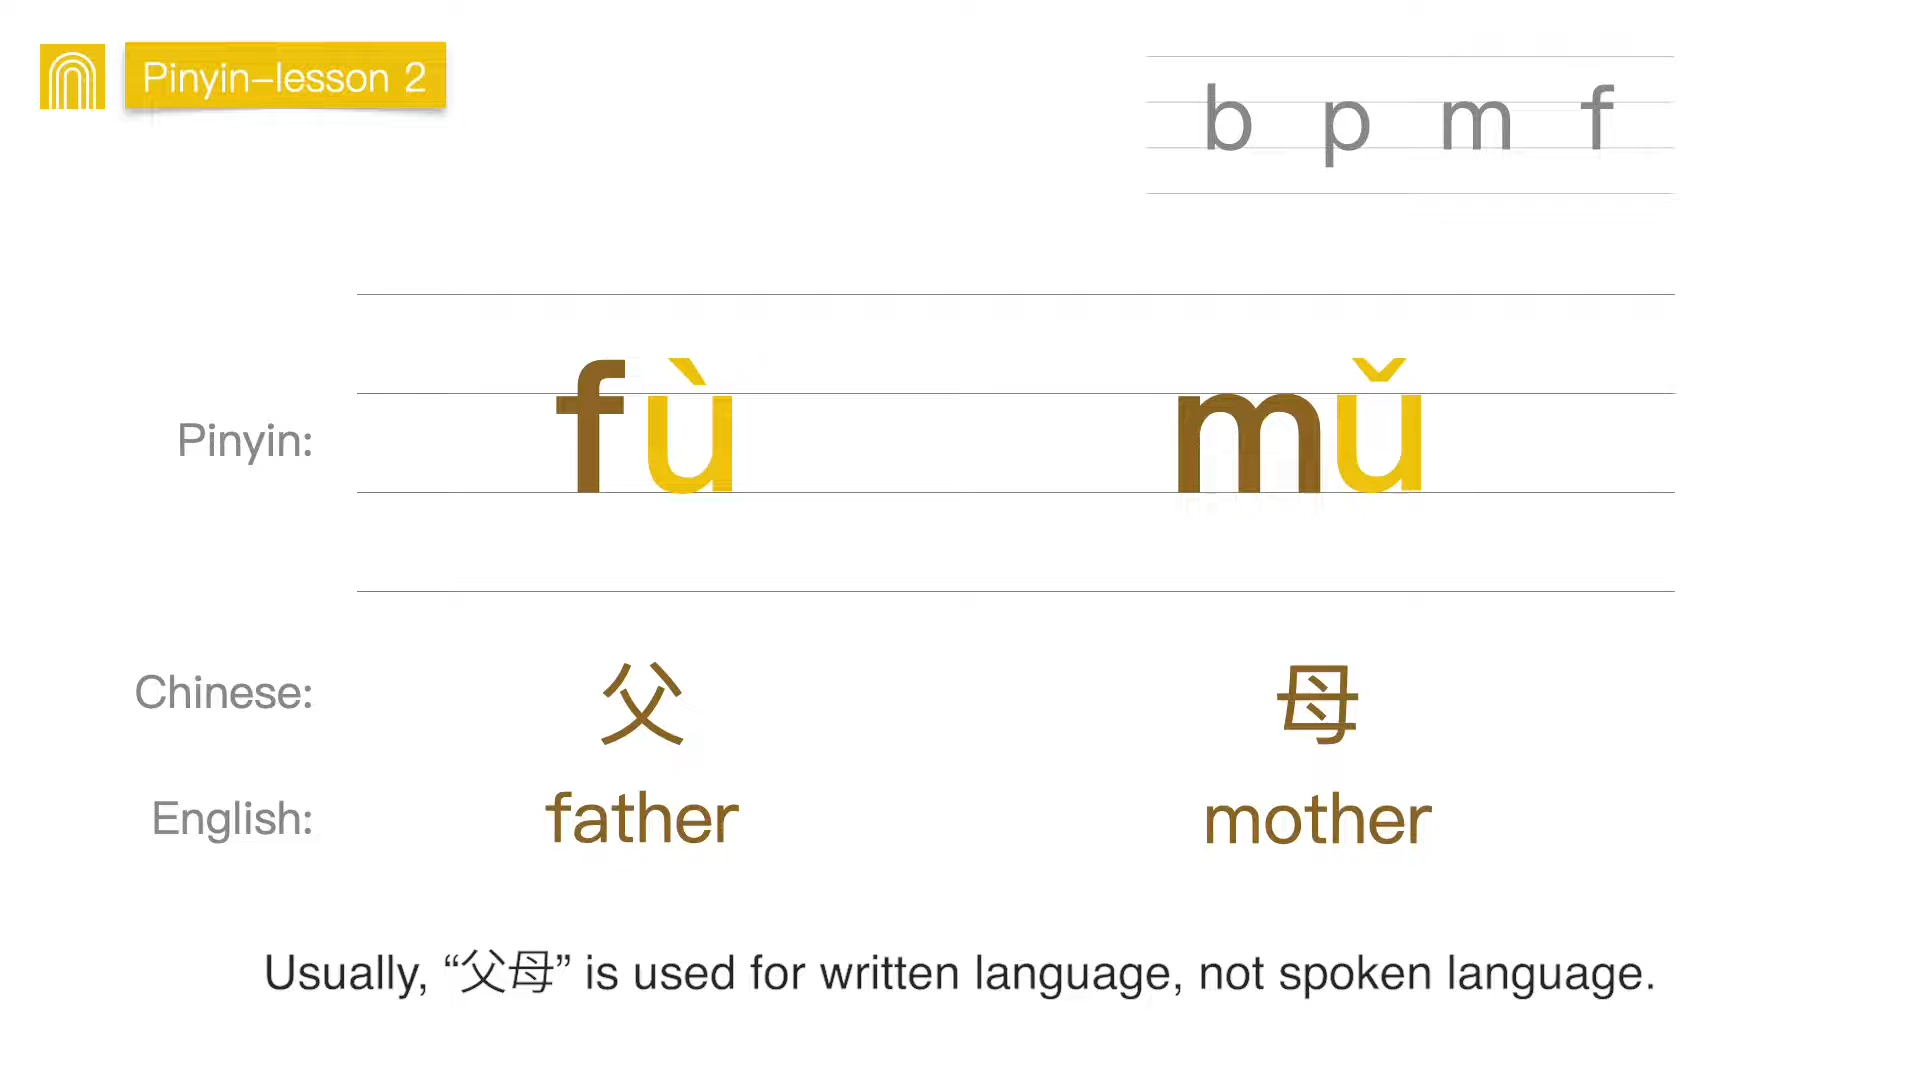 Pinyin-lesson 2
b p m f
Pinyin: fù mǔ
Chinese: 父 母
English: father mother
Usually, “父母” is used for written language, not spoken language.